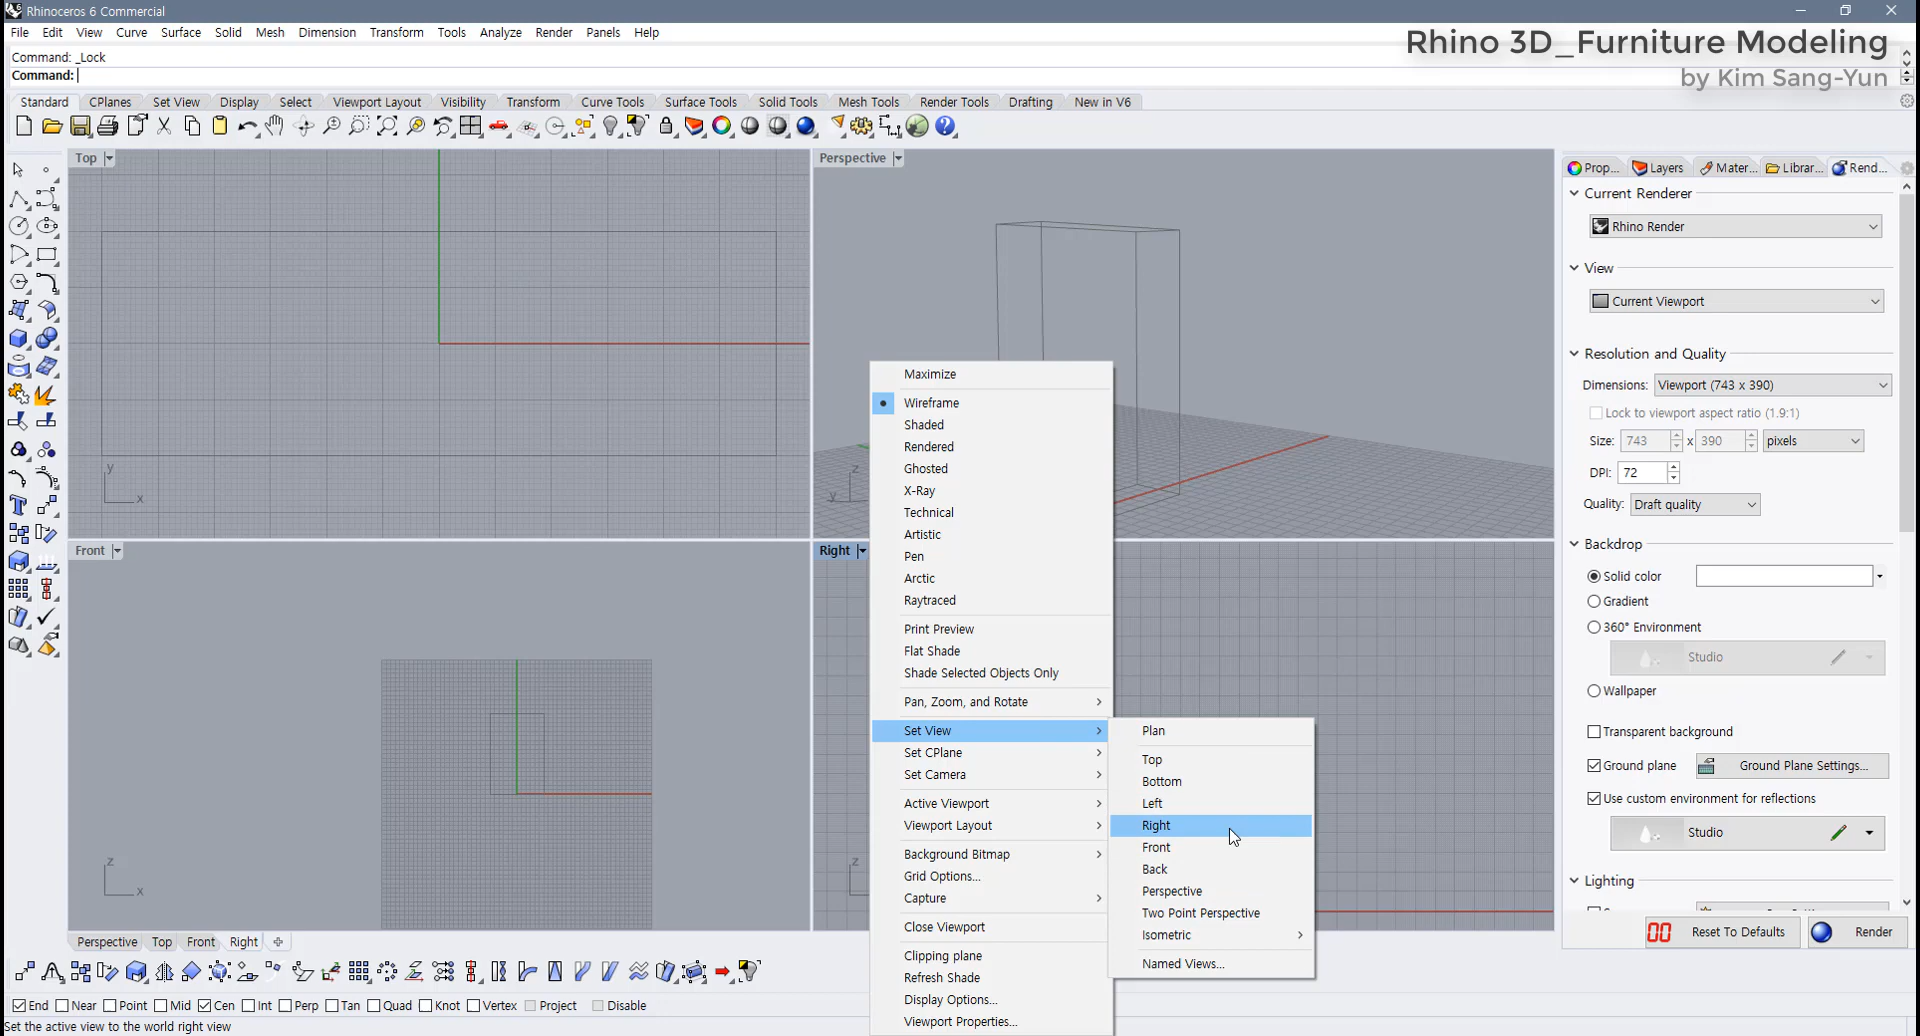 Rhinoceros 6 Commercial
File Edit View Curve Surface Solid Mesh Dimension Transform Tools Analyze Render Panels Help
Rhino 3D_Furniture Modeling
by Kim Sang-Yun
Command: _Lock
Command:
Standard CPlanes Set View Display Select Viewport Layout Visibility Transform Curve Tools Surface Tools Solid Tools Mesh Tools Render Tools Drafting New in V6
Top
y
x
Perspective
z
y
Front
z
x
Right
z
Maximize
Wireframe
Shaded
Rendered
Ghosted
X-Ray
Technical
Artistic
Pen
Arctic
Raytraced
Print Preview
Flat Shade
Shade Selected Objects Only
Pan, Zoom, and Rotate
Set View
Set CPlane
Set Camera
Active Viewport
Viewport Layout
Background Bitmap
Grid Options...
Capture
Close Viewport
Clipping plane
Refresh Shade
Display Options...
Viewport Properties...
Plan
Top
Bottom
Left
Right
Front
Back
Perspective
Two Point Perspective
Isometric
Named Views...
Prop... Layers Mater... Librar... Rend...
Current Renderer
Rhino Render
View
Current Viewport
Resolution and Quality
Dimensions: Viewport (743 x 390)
Lock to viewport aspect ratio (1.9:1)
Size: 743 x 390 pixels
DPI: 72
Quality: Draft quality
Backdrop
Solid color
Gradient
360° Environment
Studio
Wallpaper
Transparent background
Ground plane Ground Plane Settings...
Use custom environment for reflections
Studio
Lighting
Reset To Defaults Render
Perspective Top Front Right
End Near Point Mid Cen Int Perp Tan Quad Knot Vertex Project Disable
Set the active view to the world right view